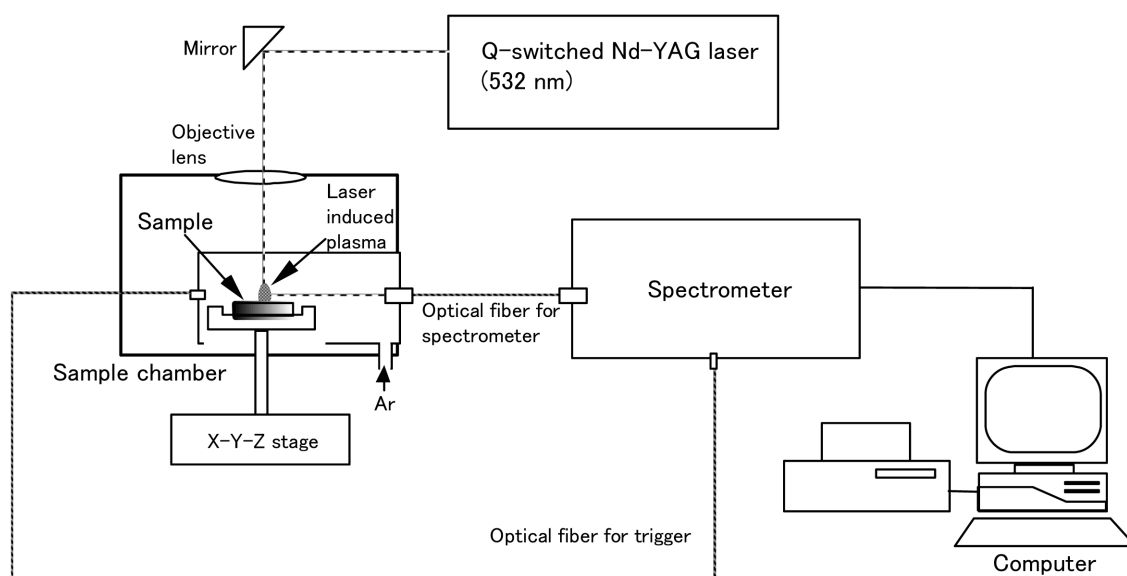 Mirror
Q-switched Nd-YAG laser
(532 nm)
Objective
lens
Laser
induced
plasma
Sample
Spectrometer
Optical fiber for
spectrometer
Sample chamber
Ar
X-Y-Z stage
Optical fiber for trigger
Computer